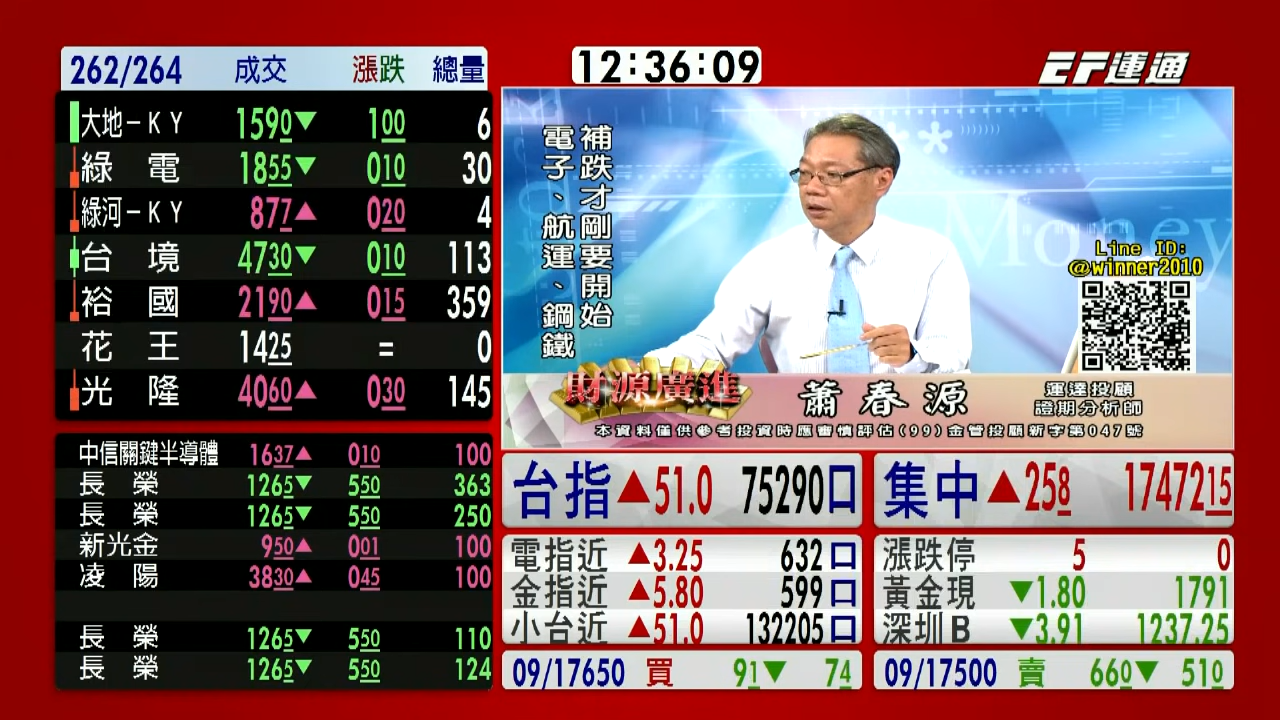 262/264 成交 漲跌 總量
大地-KY 1590▼ 100 6
綠電 1855▼ 010 30
綠河-KY 877▲ 020 4
台境 4730▼ 010 113
裕國 2190▲ 015 359
花王 1425 = 0
光隆 4060▲ 030 145
中信關鍵半導體 1637▲ 010 100
長榮 1265▼ 550 363
長榮 1265▼ 550 250
新光金 950▲ 001 100
凌陽 3830▲ 045 100
長榮 1265▼ 550 110
長榮 1265▼ 550 124
12:36:09
EF運通
補跌才剛要開始
電子、航運、鋼鐵
Money
Line ID:
@winner2010
財源廣進
蕭春源
運達投顧
證期分析師
本資料僅供參考投資時應審慎評估(99)金管投顧新字第047號
台指▲51.0 75290口
電指近 ▲3.25 632口
金指近 ▲5.80 599口
小台近 ▲51.0 132205口
09/17650 買 91▼ 74
集中▲258 1747215
漲跌停 5 0
黃金現 ▼1.80 1791
深圳B ▼3.91 1237.25
09/17500 賣 660▼ 510